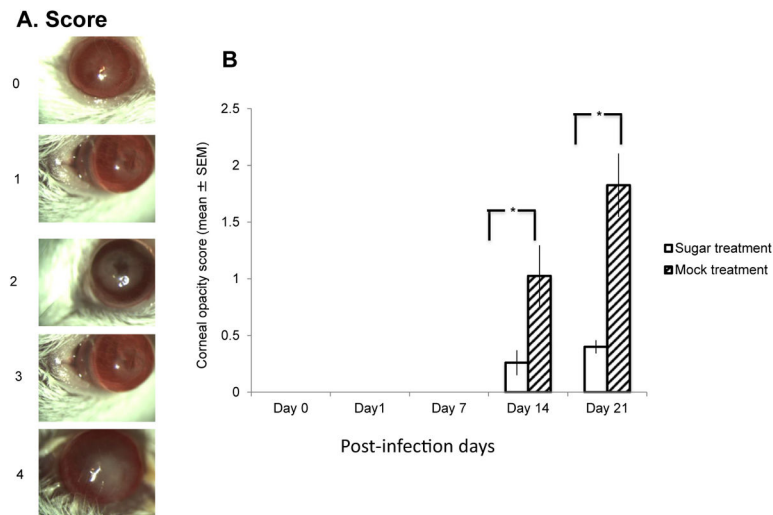 A. Score
0
1
2
3
4
B
Corneal opacity score (mean ± SEM)
2.5
2
1.5
1
0.5
0
*
*
Day 0 Day1 Day 7 Day 14 Day 21
Post-infection days
Sugar treatment
Mock treatment